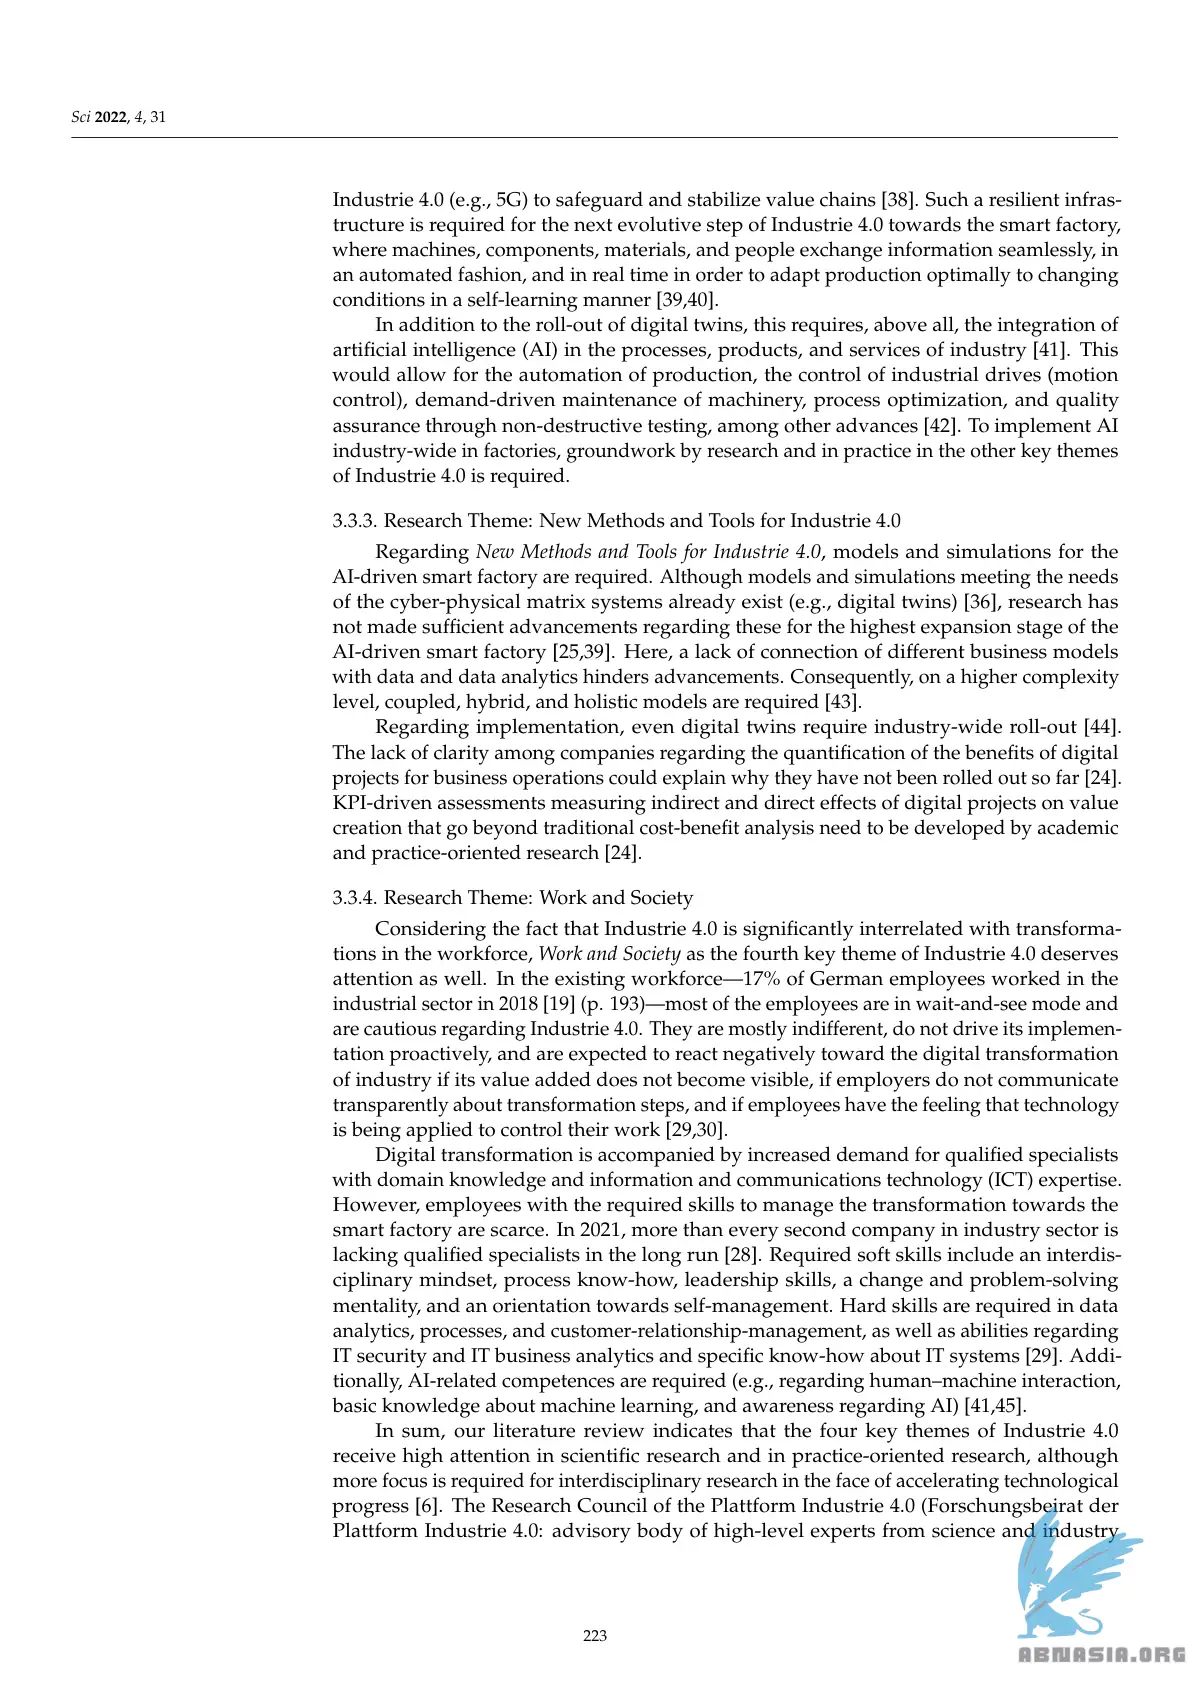 Sci 2022, 4, 31
Industrie 4.0 (e.g., 5G) to safeguard and stabilize value chains [38]. Such a resilient infras-
tructure is required for the next evolutive step of Industrie 4.0 towards the smart factory,
where machines, components, materials, and people exchange information seamlessly, in
an automated fashion, and in real time in order to adapt production optimally to changing
conditions in a self-learning manner [39,40].
In addition to the roll-out of digital twins, this requires, above all, the integration of
artificial intelligence (AI) in the processes, products, and services of industry [41]. This
would allow for the automation of production, the control of industrial drives (motion
control), demand-driven maintenance of machinery, process optimization, and quality
assurance through non-destructive testing, among other advances [42]. To implement AI
industry-wide in factories, groundwork by research and in practice in the other key themes
of Industrie 4.0 is required.
3.3.3. Research Theme: New Methods and Tools for Industrie 4.0
Regarding New Methods and Tools for Industrie 4.0, models and simulations for the
AI-driven smart factory are required. Although models and simulations meeting the needs
of the cyber-physical matrix systems already exist (e.g., digital twins) [36], research has
not made sufficient advancements regarding these for the highest expansion stage of the
AI-driven smart factory [25,39]. Here, a lack of connection of different business models
with data and data analytics hinders advancements. Consequently, on a higher complexity
level, coupled, hybrid, and holistic models are required [43].
Regarding implementation, even digital twins require industry-wide roll-out [44].
The lack of clarity among companies regarding the quantification of the benefits of digital
projects for business operations could explain why they have not been rolled out so far [24].
KPI-driven assessments measuring indirect and direct effects of digital projects on value
creation that go beyond traditional cost-benefit analysis need to be developed by academic
and practice-oriented research [24].
3.3.4. Research Theme: Work and Society
Considering the fact that Industrie 4.0 is significantly interrelated with transforma-
tions in the workforce, Work and Society as the fourth key theme of Industrie 4.0 deserves
attention as well. In the existing workforce—17% of German employees worked in the
industrial sector in 2018 [19] (p. 193)—most of the employees are in wait-and-see mode and
are cautious regarding Industrie 4.0. They are mostly indifferent, do not drive its implemen-
tation proactively, and are expected to react negatively toward the digital transformation
of industry if its value added does not become visible, if employers do not communicate
transparently about transformation steps, and if employees have the feeling that technology
is being applied to control their work [29,30].
Digital transformation is accompanied by increased demand for qualified specialists
with domain knowledge and information and communications technology (ICT) expertise.
However, employees with the required skills to manage the transformation towards the
smart factory are scarce. In 2021, more than every second company in industry sector is
lacking qualified specialists in the long run [28]. Required soft skills include an interdis-
ciplinary mindset, process know-how, leadership skills, a change and problem-solving
mentality, and an orientation towards self-management. Hard skills are required in data
analytics, processes, and customer-relationship-management, as well as abilities regarding
IT security and IT business analytics and specific know-how about IT systems [29]. Addi-
tionally, AI-related competences are required (e.g., regarding human–machine interaction,
basic knowledge about machine learning, and awareness regarding AI) [41,45].
In sum, our literature review indicates that the four key themes of Industrie 4.0
receive high attention in scientific research and in practice-oriented research, although
more focus is required for interdisciplinary research in the face of accelerating technological
progress [6]. The Research Council of the Plattform Industrie 4.0 (Forschungsbeirat der
Plattform Industrie 4.0: advisory body of high-level experts from science and industry
223
ABNASIA.ORG